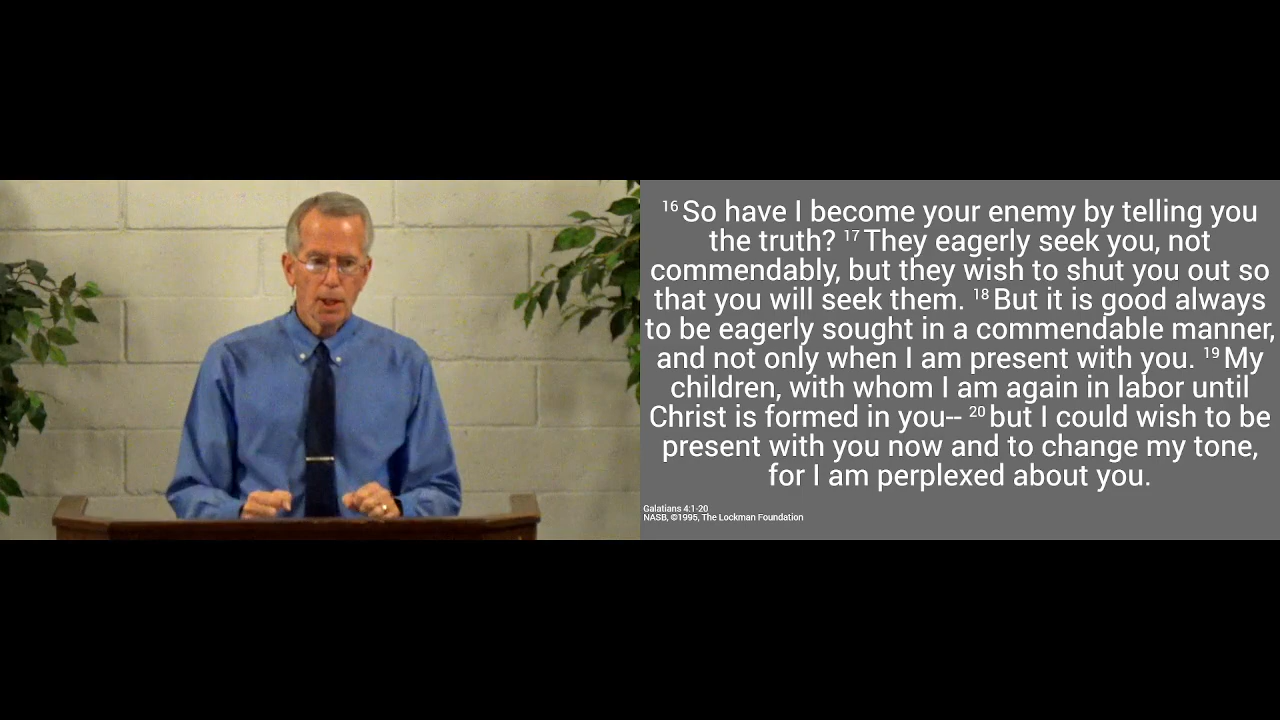 16 So have I become your enemy by telling you
the truth? 17 They eagerly seek you, not
commendably, but they wish to shut you out so
that you will seek them. 18 But it is good always
to be eagerly sought in a commendable manner,
and not only when I am present with you. 19 My
children, with whom I am again in labor until
Christ is formed in you-- 20 but I could wish to be
present with you now and to change my tone,
for I am perplexed about you.
Galatians 4:1-20
NASB, ©1995, The Lockman Foundation